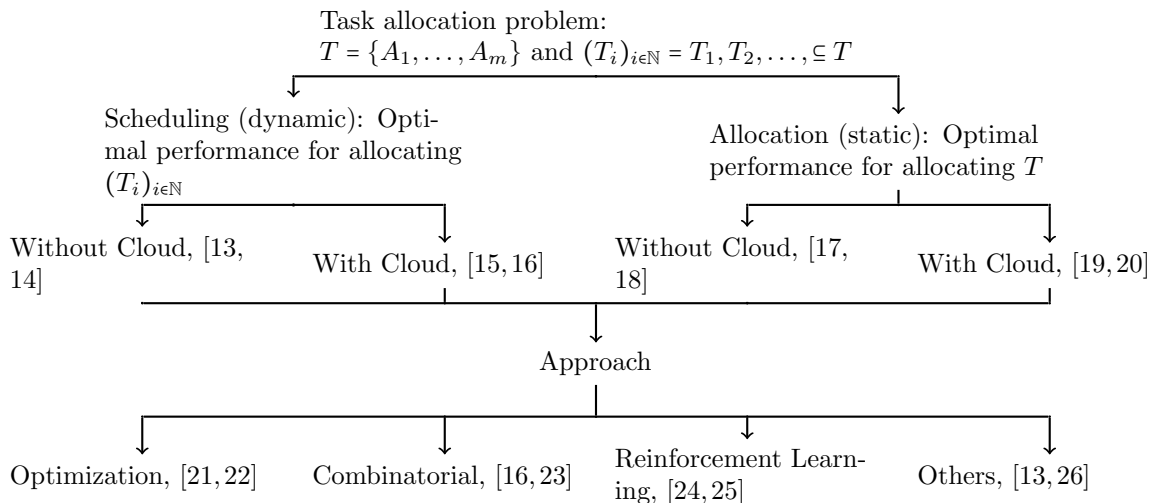 Task allocation problem:
T = {A₁, . . . , Aₘ} and (Tᵢ)ᵢ∈ℕ = T₁, T₂, . . . , ⊆ T
Scheduling (dynamic): Opti-
mal performance for allocating
(Tᵢ)ᵢ∈ℕ
Allocation (static): Optimal
performance for allocating T
Without Cloud, [13,
14]
With Cloud, [15, 16]
Without Cloud, [17,
18]
With Cloud, [19, 20]
Approach
Optimization, [21, 22]
Combinatorial, [16, 23]
Reinforcement Learn-
ing, [24, 25]
Others, [13, 26]